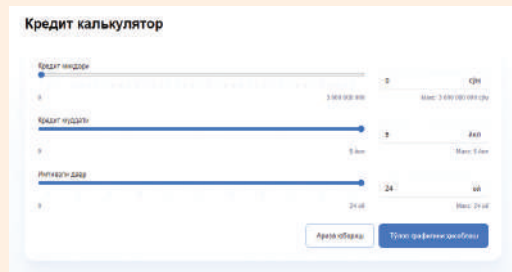 Кредит калькулятор
Кредит миқдори
0 сўм
0 3 000 000 000 Макс: 3 000 000 000 сўм
Кредит муддати
5 йил
5 йил Макс: 5 йил
Имтиёзли давр
24 ой
24 ой Макс: 24 ой
Ариза юбориш Тўлов графигини ҳисоблаш